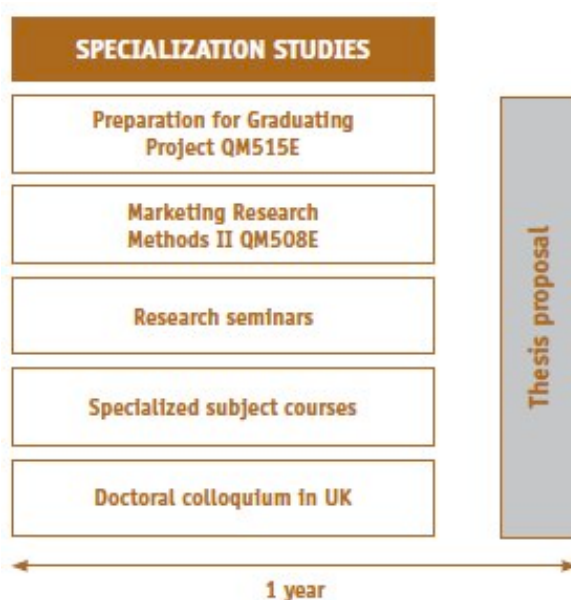 SPECIALIZATION STUDIES
Preparation for Graduating
Project QM515E
Marketing Research
Methods II QM508E
Research seminars
Specialized subject courses
Doctoral colloquium in UK
Thesis proposal
1 year